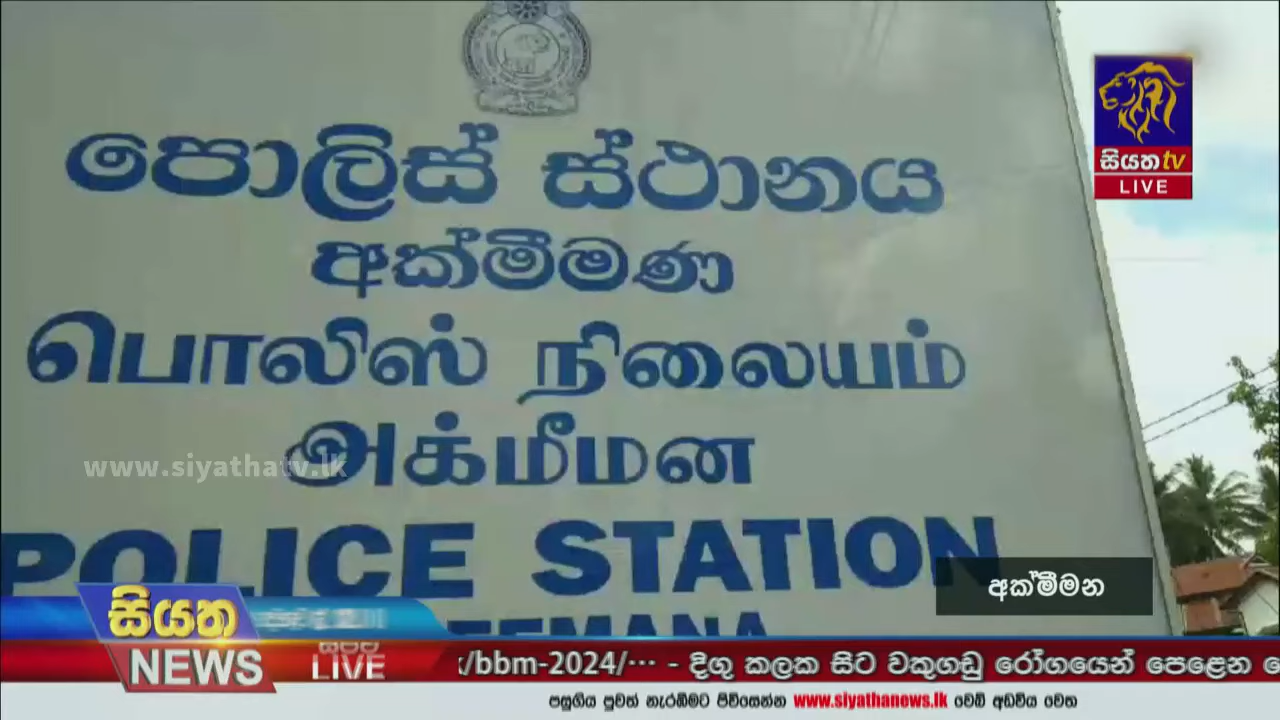 පොලිස් ස්ථානය
අක්මීමණ
பொலிஸ் நிலையம்
அக்மீமன
POLICE STATION
EEMANA
සියත tv
LIVE
www.siyathatv.lk
අක්මීමන
සියත
NEWS
LIVE
/bbm-2024/··· - දිගු කලක සිට වකුගඩු රෝගයෙන් පෙළෙන
පසුගිය පුවත් නැරඹීමට පිවිසෙන්න www.siyathanews.lk වෙබ් අඩවිය වෙත